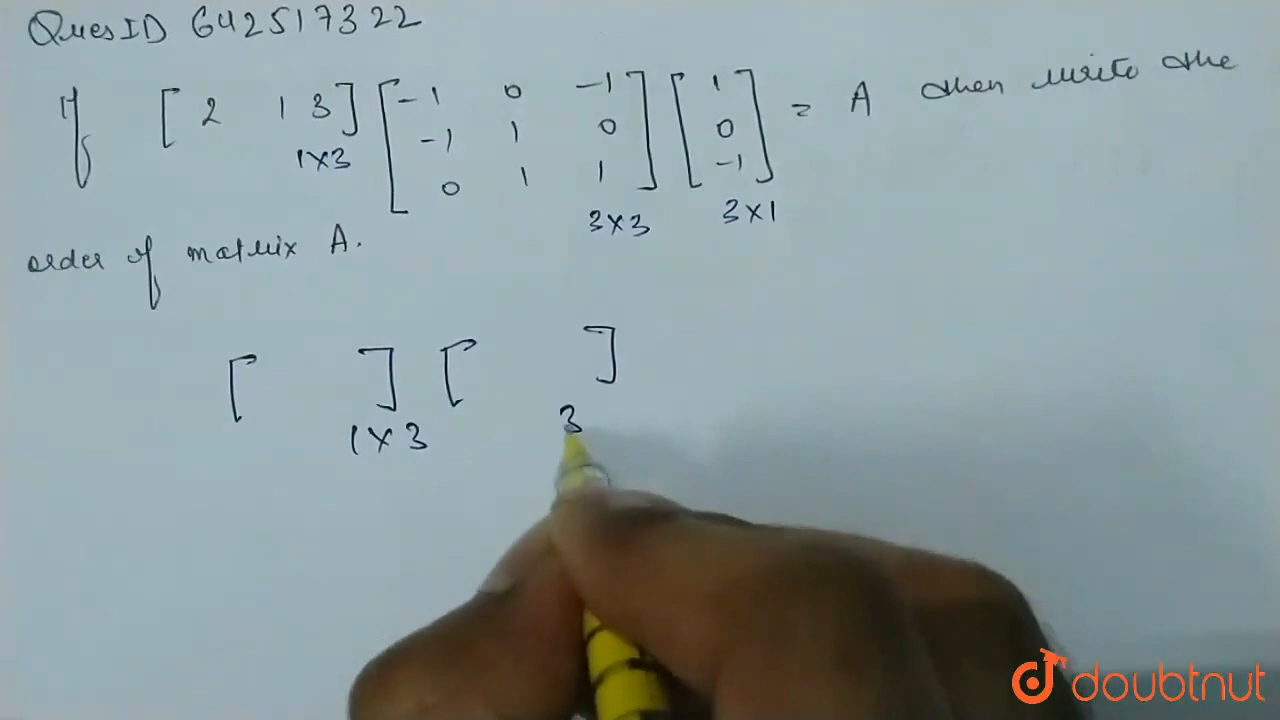 QuesID 642517322
If [ 2 1 3 ] [ -1 0 -1 ] [ 1 ] = A then write the
1×3 [ -1 1 0 ] [ 0 ]
[ 0 1 1 ] [ -1 ]
3×3 3×1
order of matrix A.
[ ] [ ]
1×3 3
doubtnut